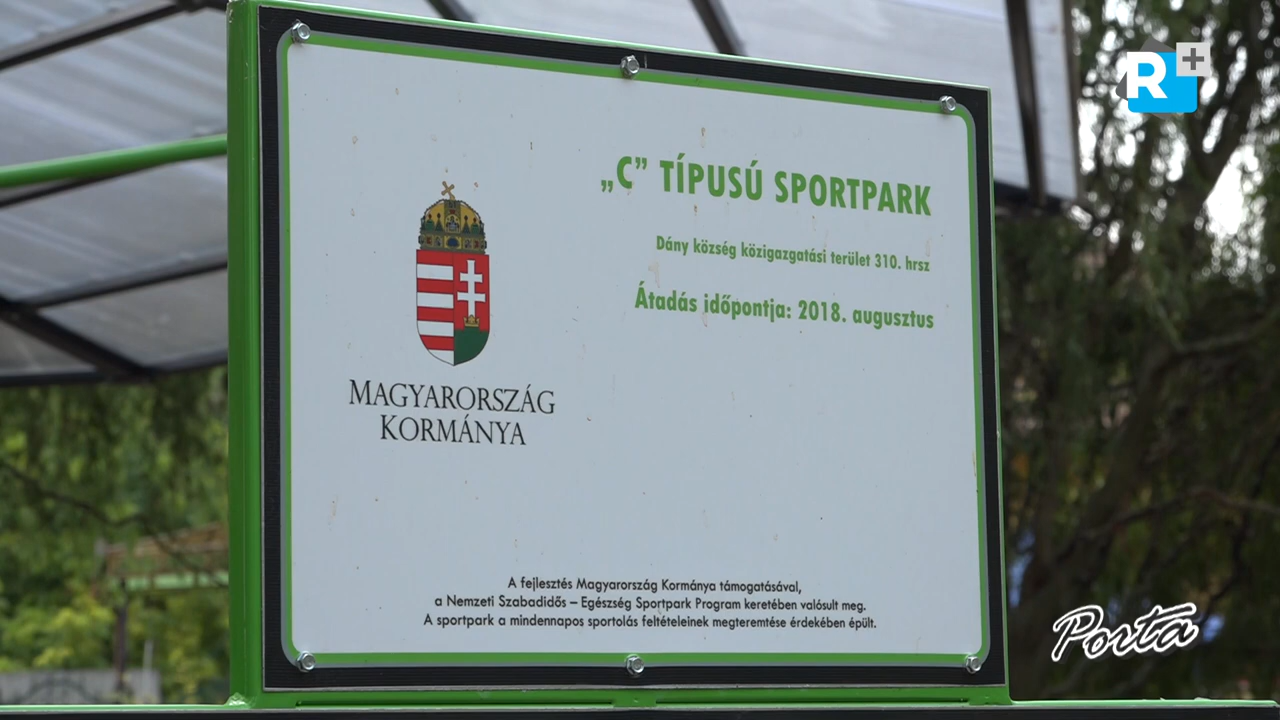 R+
„C” TÍPUSÚ SPORTPARK
Dány község közigazgatási terület 310. hrsz
Átadás időpontja: 2018. augusztus
MAGYARORSZÁG
KORMÁNYA
A fejlesztés Magyarország Kormánya támogatásával,
a Nemzeti Szabadidős – Egészség Sportpark Program keretében valósult meg.
A sportpark a mindennapos sportolás feltételeinek megteremtése érdekében épült.
Porta